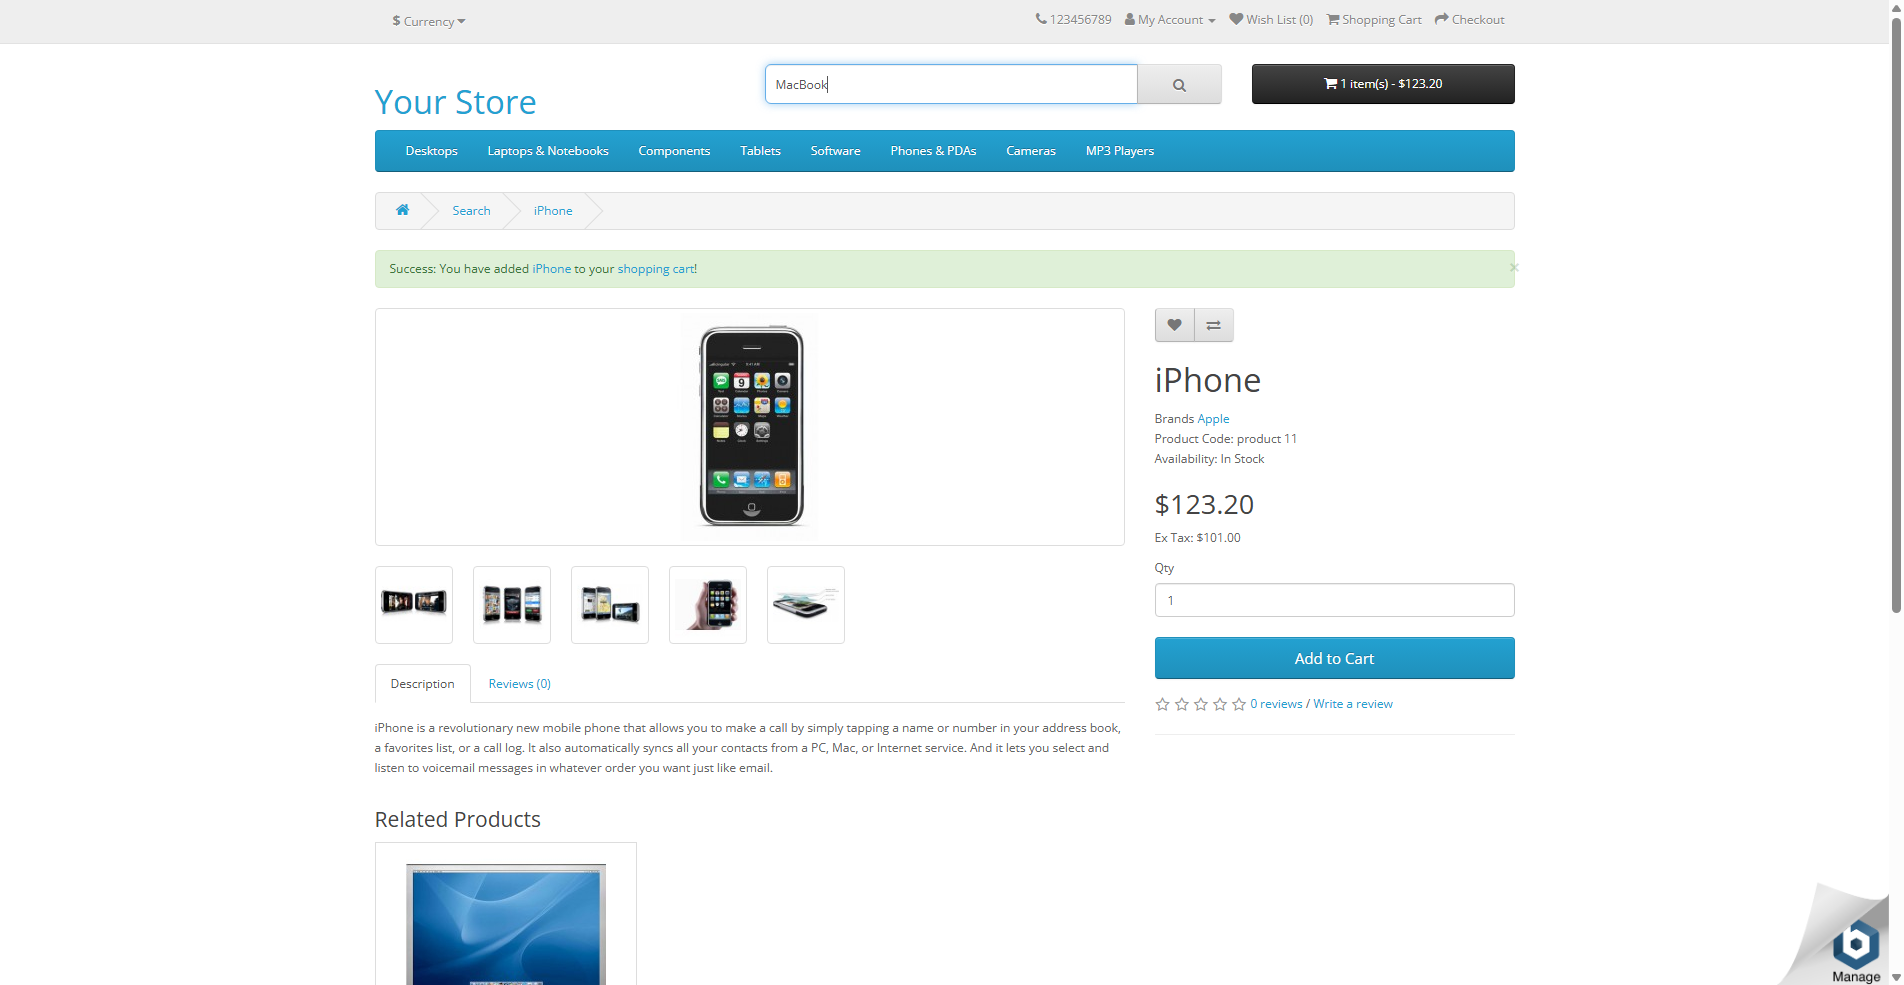 $ Currency
123456789 My Account Wish List (0) Shopping Cart Checkout
Your Store
MacBook
1 item(s) - $123.20
Desktops Laptops & Notebooks Components Tablets Software Phones & PDAs Cameras MP3 Players
Search iPhone
Success: You have added iPhone to your shopping cart!
×
iPhone
Brands Apple
Product Code: product 11
Availability: In Stock
$123.20
Ex Tax: $101.00
Qty
1
Add to Cart
0 reviews / Write a review
Description Reviews (0)
iPhone is a revolutionary new mobile phone that allows you to make a call by simply tapping a name or number in your address book,
a favorites list, or a call log. It also automatically syncs all your contacts from a PC, Mac, or Internet service. And it lets you select and
listen to voicemail messages in whatever order you want just like email.
Related Products
Manage